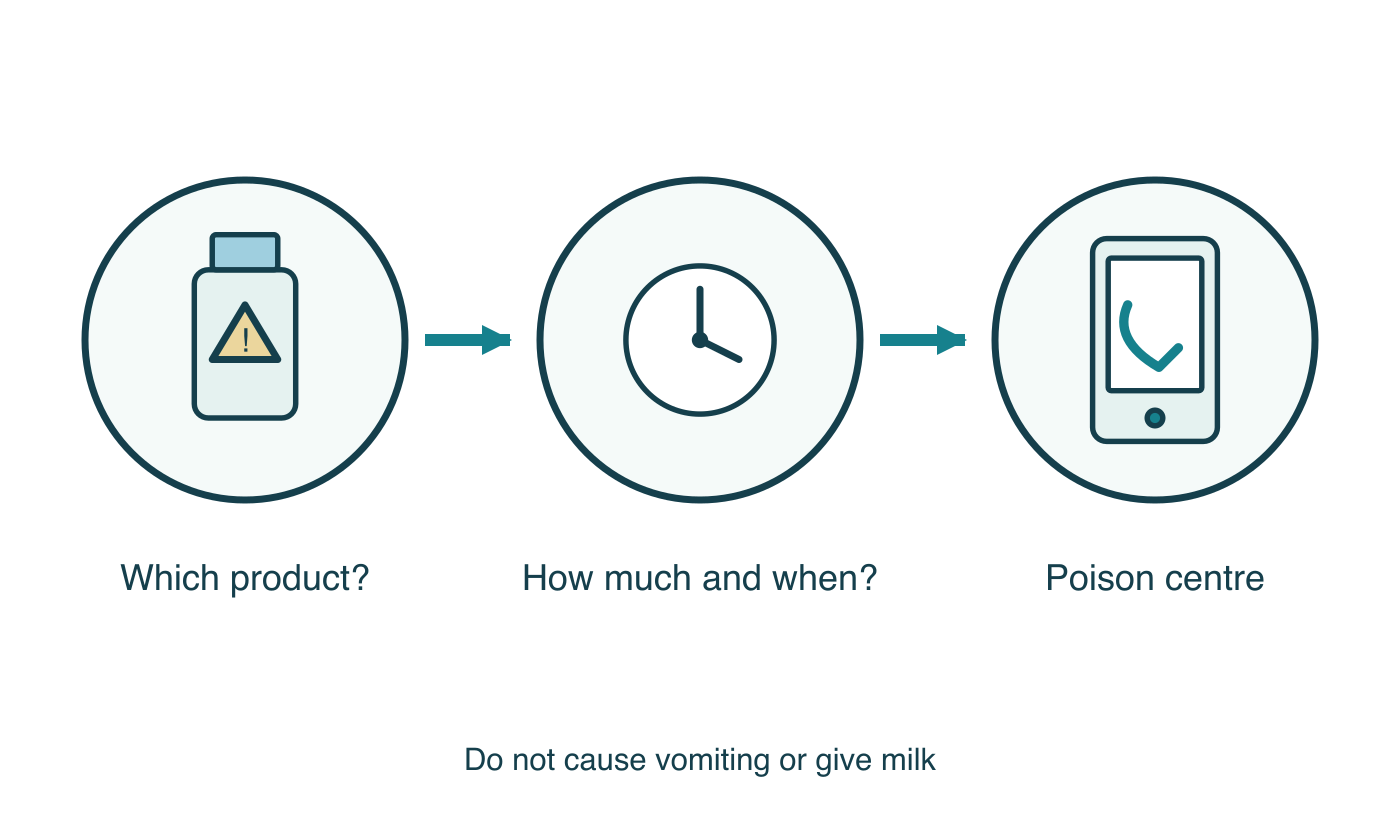 !
Which product?
How much and when?
Poison centre
Do not cause vomiting or give milk